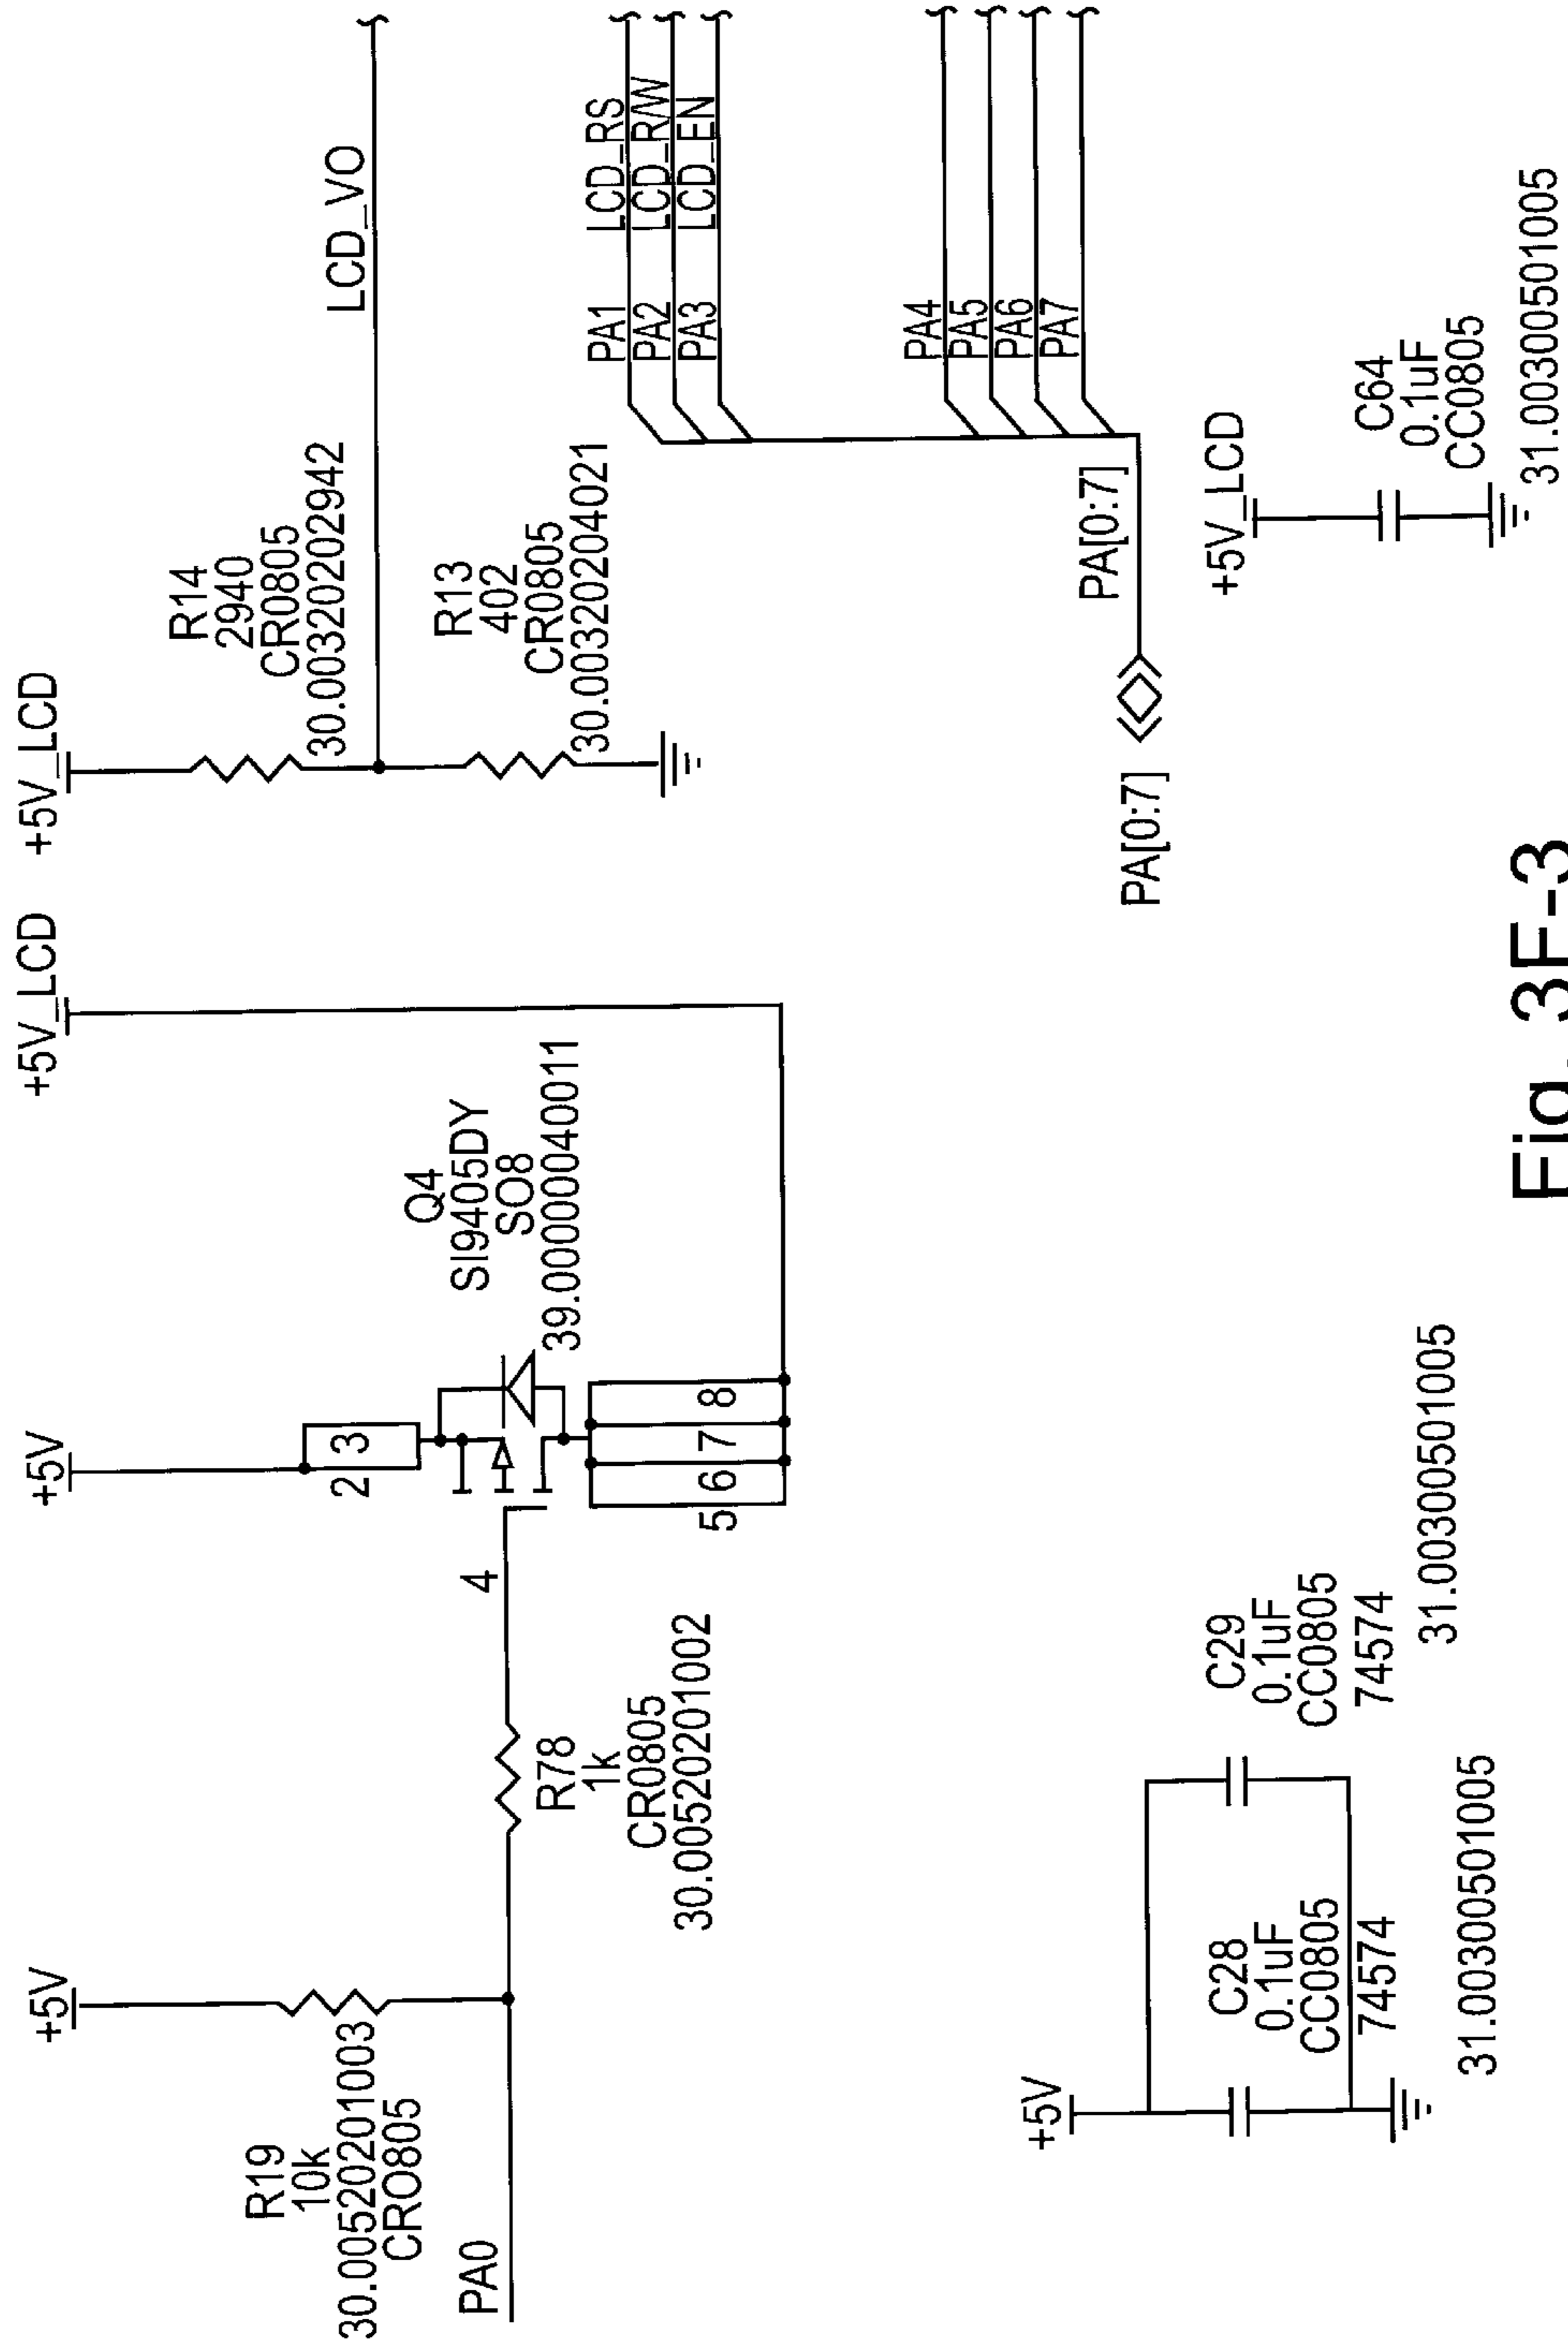 +5V
R19
10k
30.00520201003
CRO805
PA0
R78
1k
CR0805
30.00520201002
+5V
2
3
4
Q4
SI9405DY
SO8
39.0000040011
5
6
7
8
+5V_LCD
+5V_LCD
R14
2940
CR0805
30.00320202942
LCD_VO
R13
402
CR0805
30.00320204021
PA1
LCD_RS
PA2
LCD_R/W
PA3
LCD_EN
PA4
PA5
PA6
PA7
PA[0:7]
PA[0:7]
+5V
C28
0.1uF
CC0805
74574
31.00300501005
C29
0.1uF
CC0805
74574
31.00300501005
+5V_LCD
C64
0.1uF
CC0805
31.00300501005
Fig. 3F-3